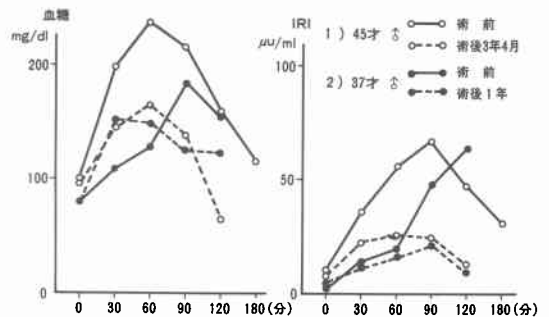 血糖
mg/dl
200
100
0
0 30 60 90 120 180(分)
IRI
μu/ml
100
50
0
0 30 60 90 120 180(分)
1）45才 ♂ 術前
術後3年4月
2）37才 ♂ 術前
術後1年